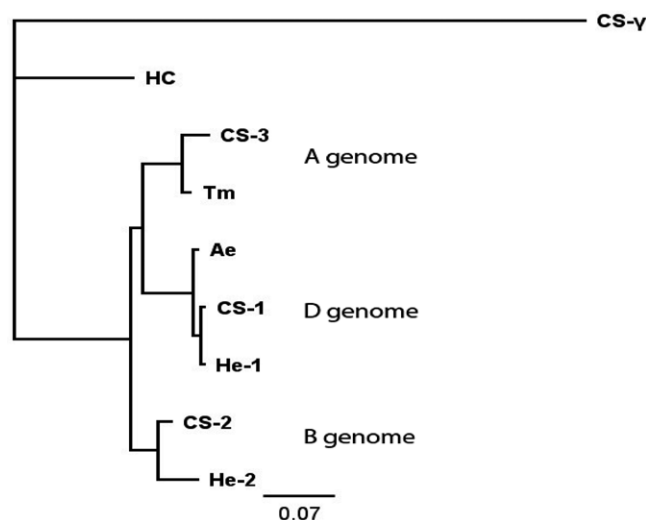 CS-γ
HC
CS-3
A genome
Tm
Ae
CS-1
D genome
He-1
CS-2
B genome
He-2
0.07